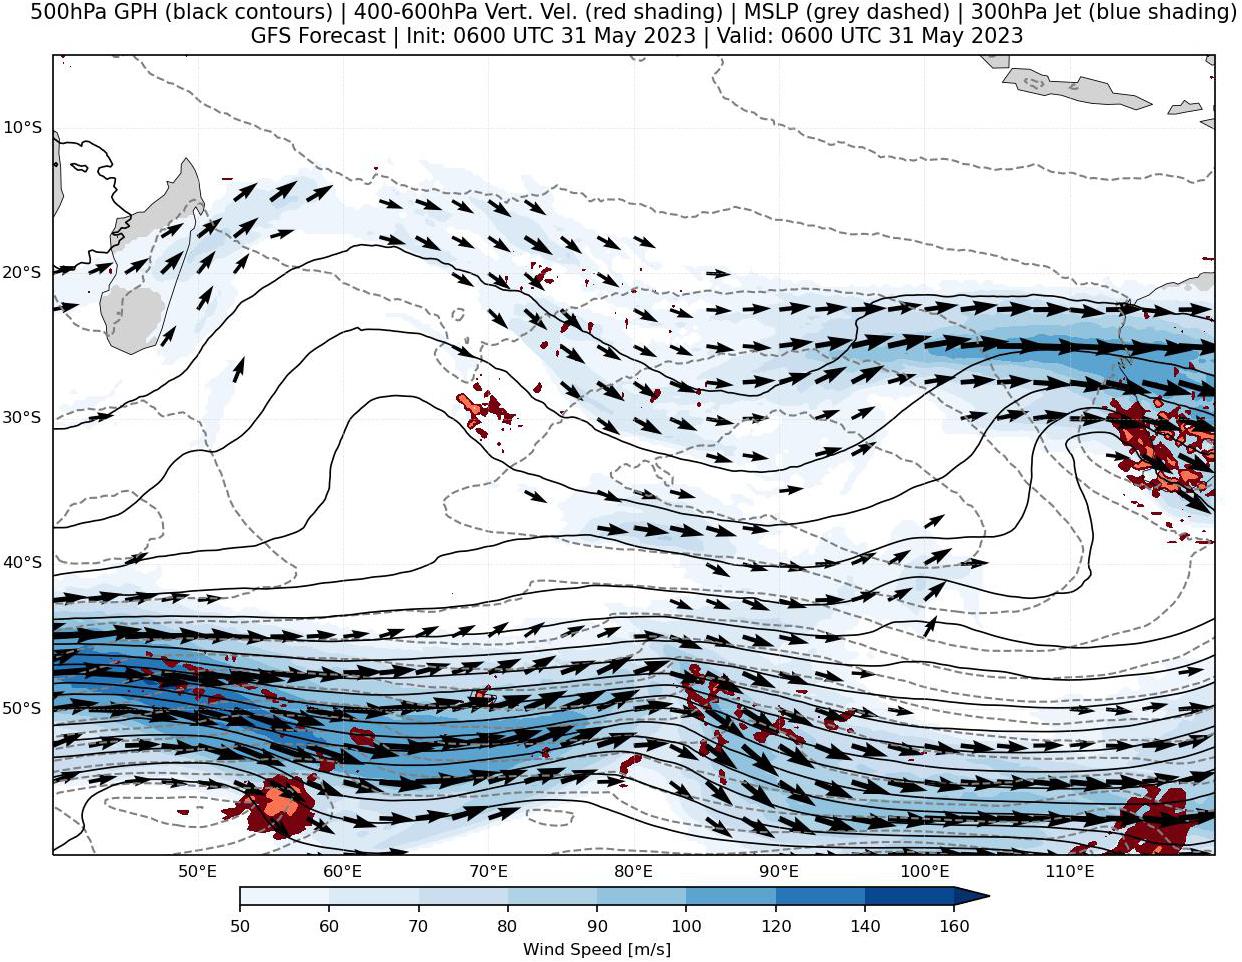 500hPa GPH (black contours) | 400-600hPa Vert. Vel. (red shading) | MSLP (grey dashed) | 300hPa Jet (blue shading)
GFS Forecast | Init: 0600 UTC 31 May 2023 | Valid: 0600 UTC 31 May 2023
10°S
20°S
30°S
40°S
50°S
50°E 60°E 70°E 80°E 90°E 100°E 110°E
50 60 70 80 90 100 120 140 160
Wind Speed [m/s]